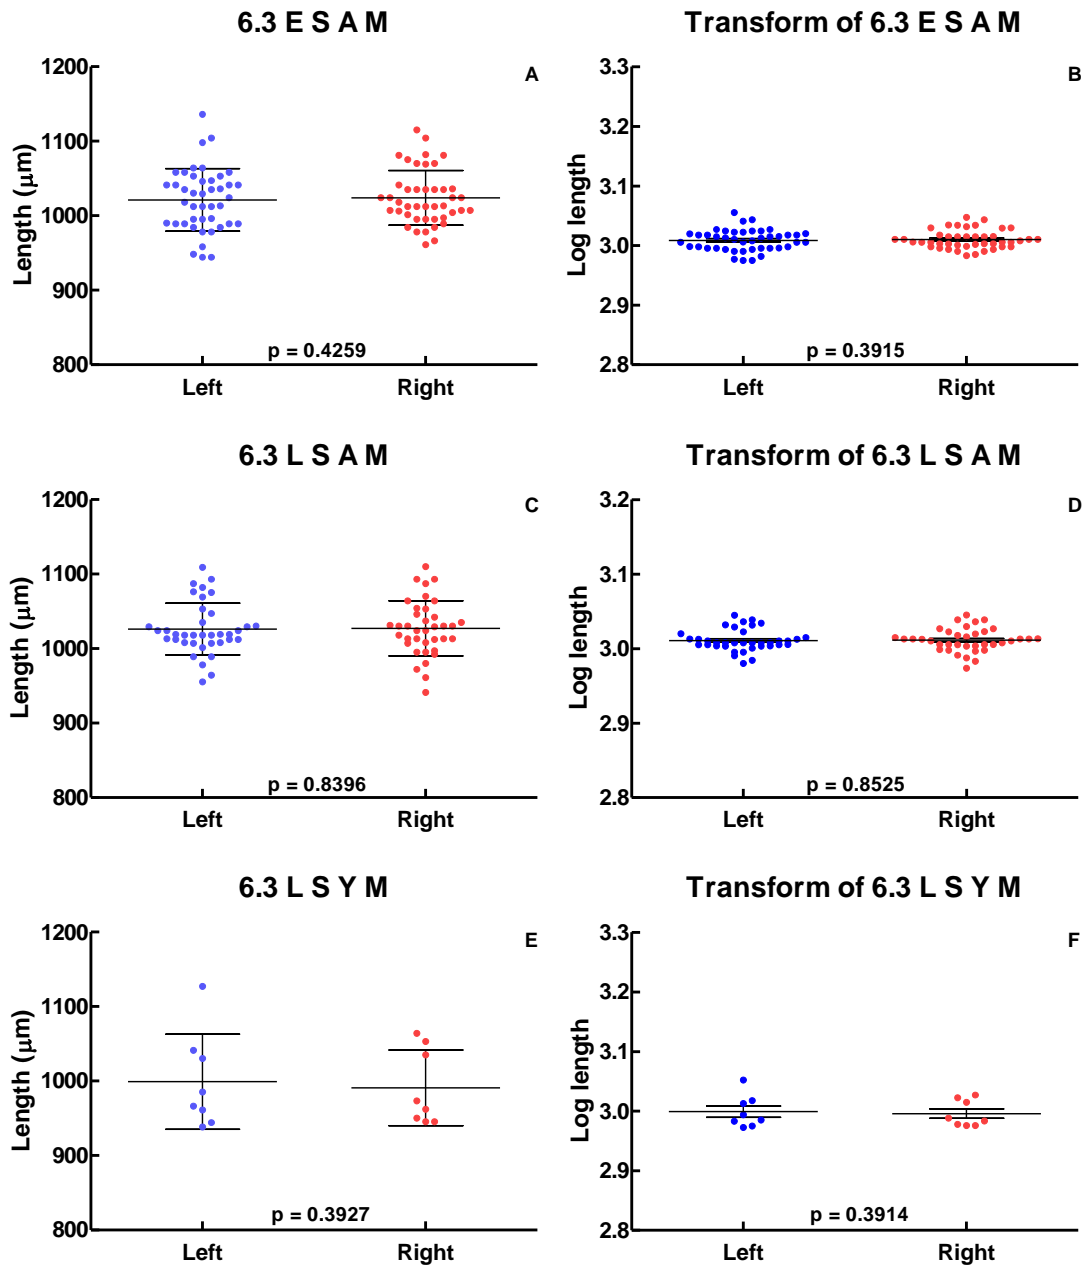 6.3 E S A M
A
1200
1100
1000
900
800
Length (μm)
p = 0.4259
Left Right
Transform of 6.3 E S A M
B
3.3
3.2
3.1
3.0
2.9
2.8
Log length
p = 0.3915
Left Right
6.3 L S A M
C
1200
1100
1000
900
800
Length (μm)
p = 0.8396
Left Right
Transform of 6.3 L S A M
D
3.2
3.1
3.0
2.9
2.8
Log length
p = 0.8525
Left Right
6.3 L S Y M
E
1200
1100
1000
900
800
Length (μm)
p = 0.3927
Left Right
Transform of 6.3 L S Y M
F
3.3
3.2
3.1
3.0
2.9
2.8
Log length
p = 0.3914
Left Right